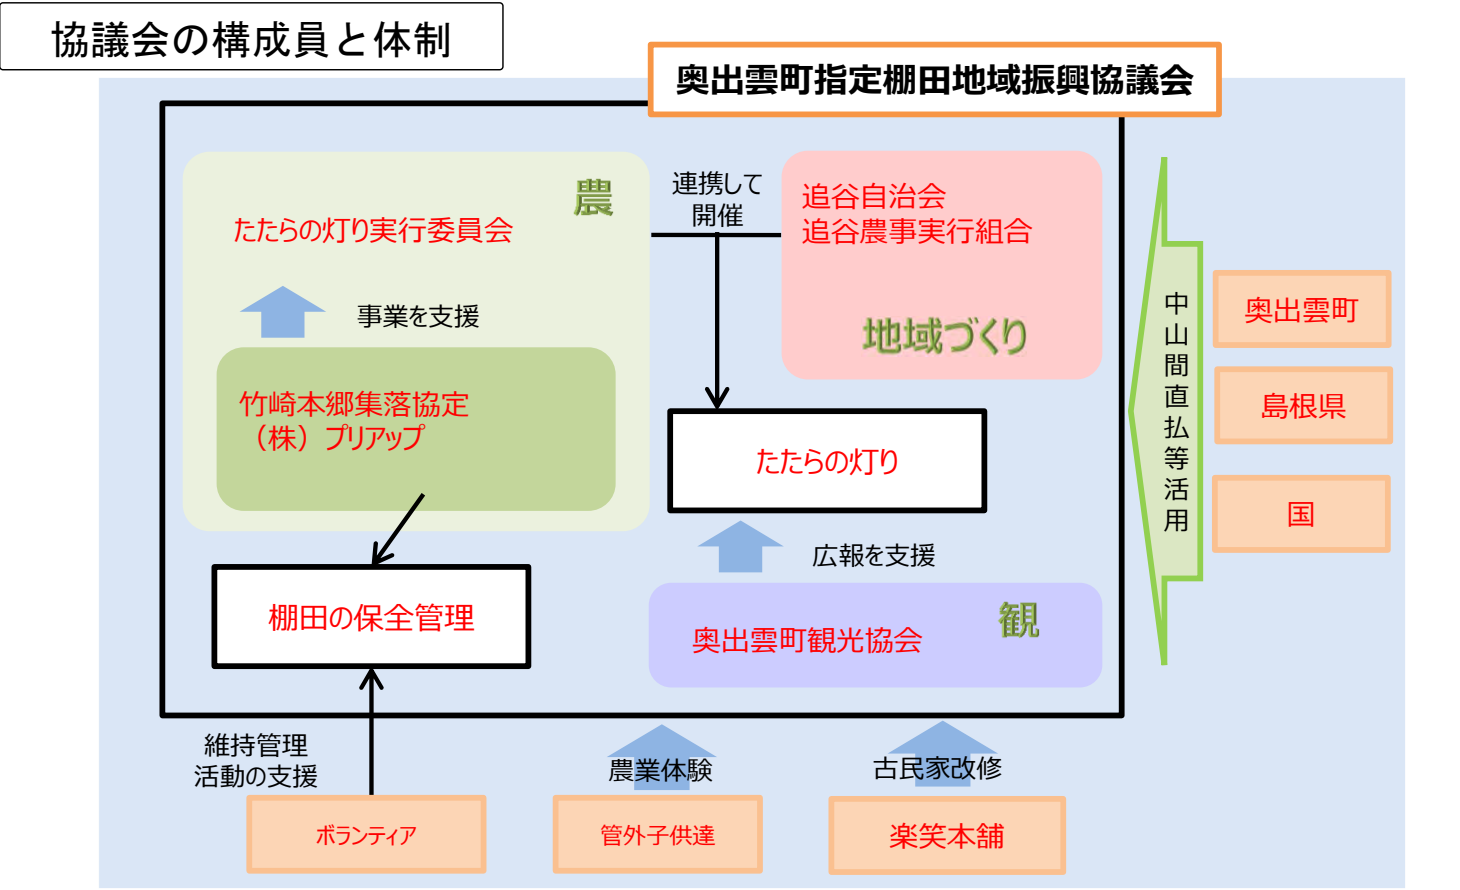 協議会の構成員と体制
奥出雲町指定棚田地域振興協議会
農
たたらの灯り実行委員会
事業を支援
竹崎本郷集落協定
（株）プリアップ
連携して
開催
追谷自治会
追谷農事実行組合
地域づくり
たたらの灯り
広報を支援
奥出雲町観光協会
観
棚田の保全管理
中山間直払等活用
奥出雲町
島根県
国
維持管理
活動の支援
農業体験
古民家改修
ボランティア
管外子供達
楽笑本舗